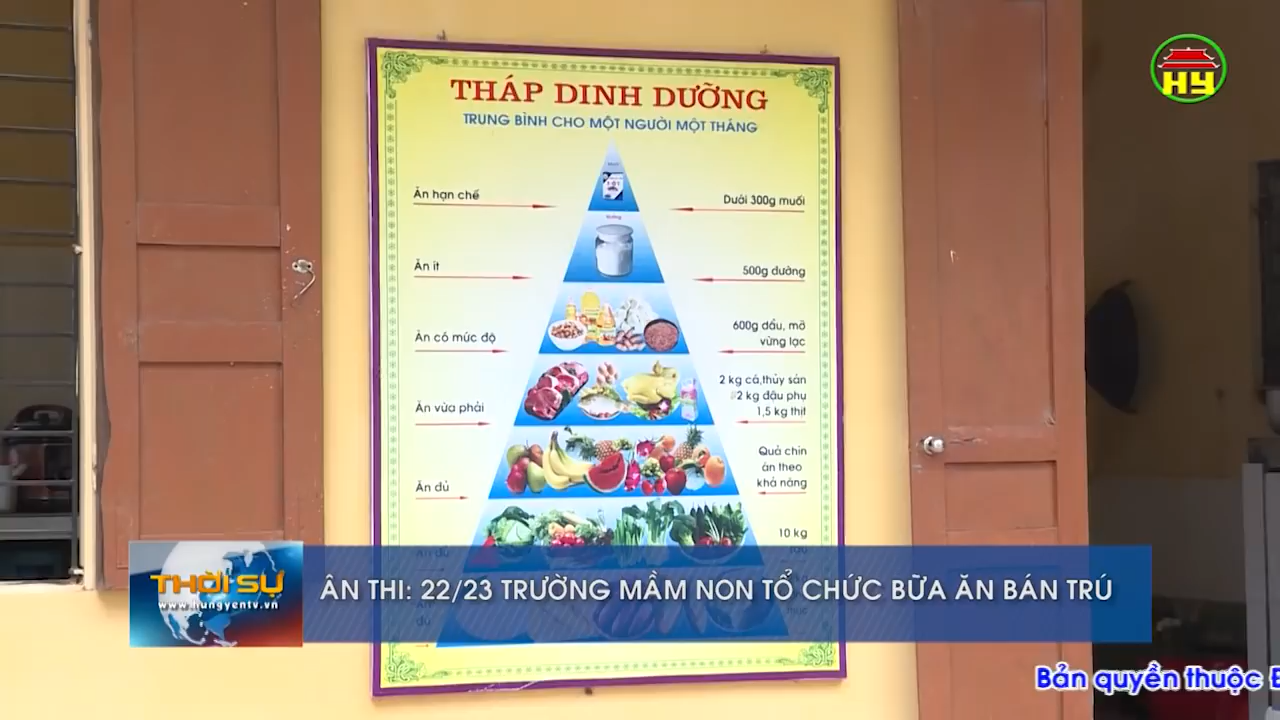 HY
THÁP DINH DƯỠNG
TRUNG BÌNH CHO MỘT NGƯỜI MỘT THÁNG
Ăn hạn chế
Dưới 300g muối
Ăn ít
500g đường
Ăn có mức độ
600g dầu, mỡ
vừng lạc
Ăn vừa phải
2 kg cá,thủy sản
2 kg đậu phụ
1,5 kg thịt
Ăn đủ
Quả chín
ăn theo
khả năng
10 kg
rau
Ăn đủ
đủ
THỜI SỰ
www.hungyentv.vn
ÂN THI: 22/23 TRƯỜNG MẦM NON TỔ CHỨC BỮA ĂN BÁN TRÚ
Bản quyền thuộc